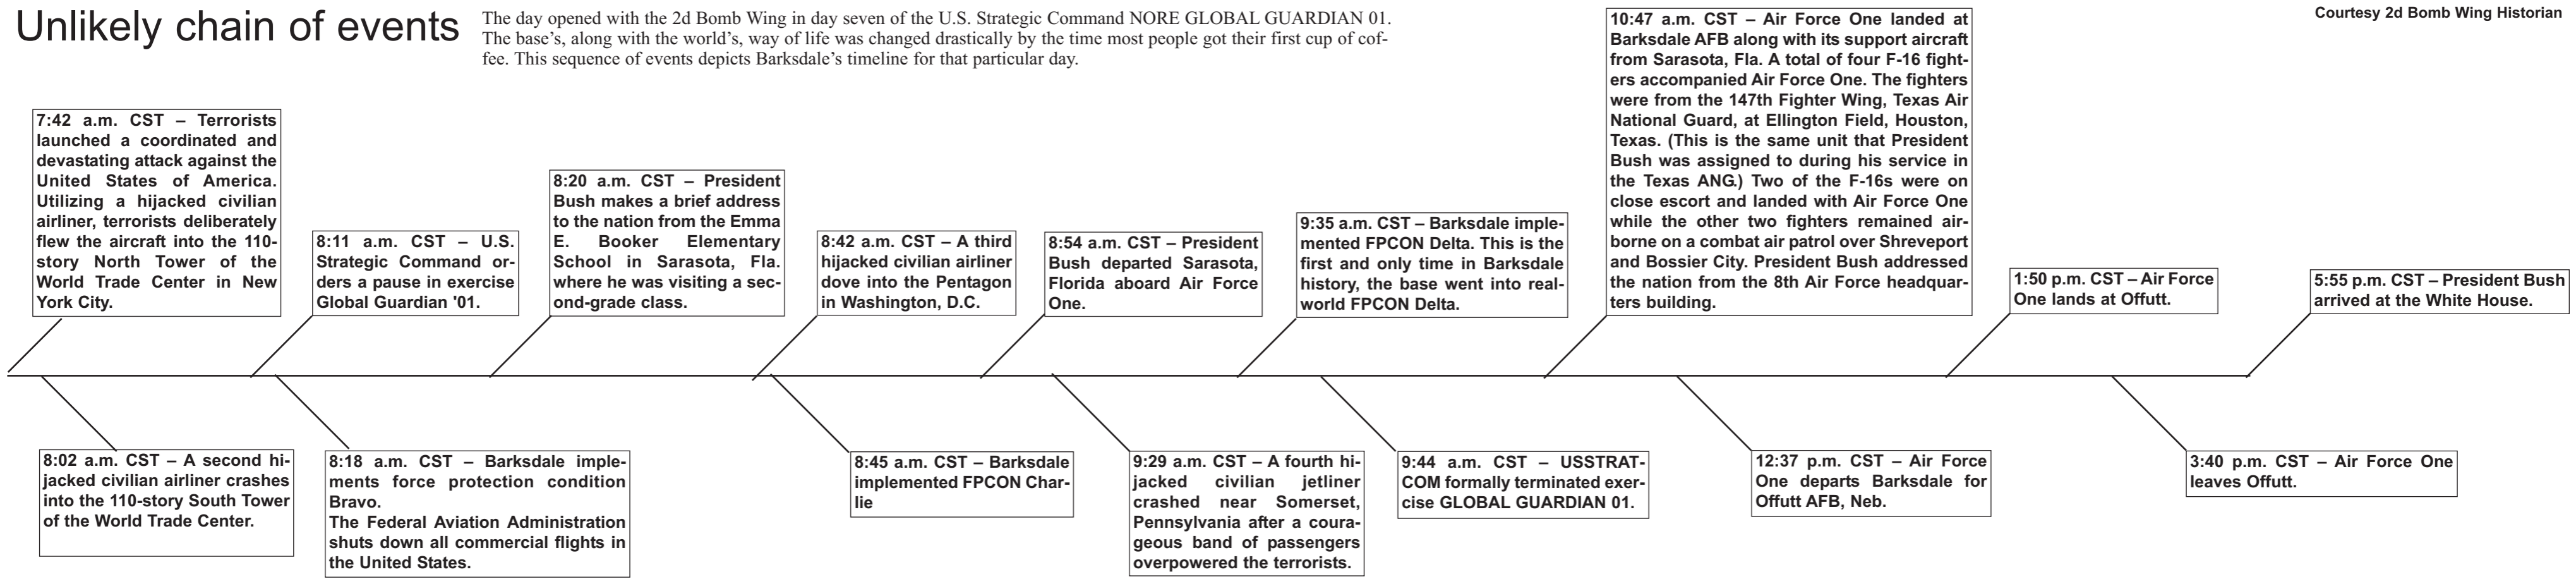 Unlikely chain of events
The day opened with the 2d Bomb Wing in day seven of the U.S. Strategic Command NORE GLOBAL GUARDIAN 01.
The base's, along with the world's, way of life was changed drastically by the time most people got their first cup of cof-
fee. This sequence of events depicts Barksdale's timeline for that particular day.
Courtesy 2d Bomb Wing Historian
7:42 a.m. CST – Terrorists
launched a coordinated and
devastating attack against the
United States of America.
Utilizing a hijacked civilian
airliner, terrorists deliberately
flew the aircraft into the 110-
story North Tower of the
World Trade Center in New
York City.
8:02 a.m. CST – A second hi-
jacked civilian airliner crashes
into the 110-story South Tower
of the World Trade Center.
8:11 a.m. CST – U.S.
Strategic Command or-
ders a pause in exercise
Global Guardian '01.
8:18 a.m. CST – Barksdale imple-
ments force protection condition
Bravo.
The Federal Aviation Administration
shuts down all commercial flights in
the United States.
8:20 a.m. CST – President
Bush makes a brief address
to the nation from the Emma
E. Booker Elementary
School in Sarasota, Fla.
where he was visiting a sec-
ond-grade class.
8:42 a.m. CST – A third
hijacked civilian airliner
dove into the Pentagon
in Washington, D.C.
8:45 a.m. CST – Barksdale
implemented FPCON Char-
lie
8:54 a.m. CST – President
Bush departed Sarasota,
Florida aboard Air Force
One.
9:29 a.m. CST – A fourth hi-
jacked civilian jetliner
crashed near Somerset,
Pennsylvania after a coura-
geous band of passengers
overpowered the terrorists.
9:35 a.m. CST – Barksdale imple-
mented FPCON Delta. This is the
first and only time in Barksdale
history, the base went into real-
world FPCON Delta.
9:44 a.m. CST – USSTRAT-
COM formally terminated exer-
cise GLOBAL GUARDIAN 01.
10:47 a.m. CST – Air Force One landed at
Barksdale AFB along with its support aircraft
from Sarasota, Fla. A total of four F-16 fight-
ers accompanied Air Force One. The fighters
were from the 147th Fighter Wing, Texas Air
National Guard, at Ellington Field, Houston,
Texas. (This is the same unit that President
Bush was assigned to during his service in
the Texas ANG.) Two of the F-16s were on
close escort and landed with Air Force One
while the other two fighters remained air-
borne on a combat air patrol over Shreveport
and Bossier City. President Bush addressed
the nation from the 8th Air Force headquar-
ters building.
12:37 p.m. CST – Air Force
One departs Barksdale for
Offutt AFB, Neb.
1:50 p.m. CST – Air Force
One lands at Offutt.
3:40 p.m. CST – Air Force One
leaves Offutt.
5:55 p.m. CST – President Bush
arrived at the White House.